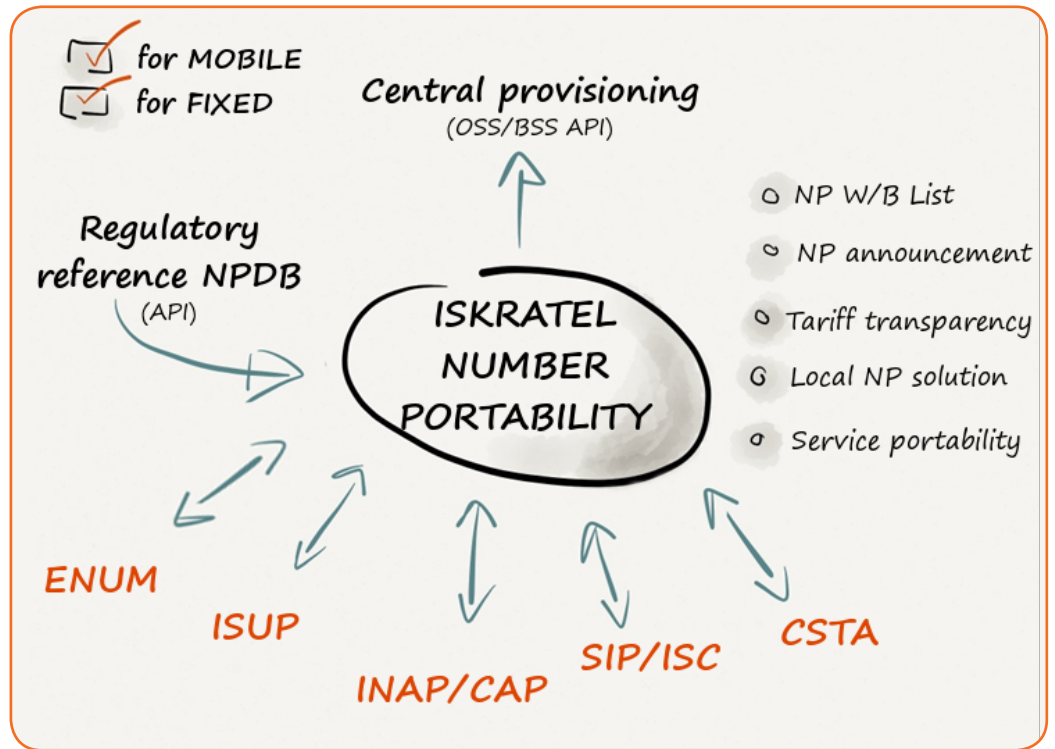 for MOBILE
for FIXED
Central provisioning
(OSS/BSS API)
Regulatory
reference NPDB
(API)
ISKRATEL
NUMBER
PORTABILITY
NP W/B List
NP announcement
Tariff transparency
Local NP solution
Service portability
ENUM
ISUP
INAP/CAP
SIP/ISC
CSTA